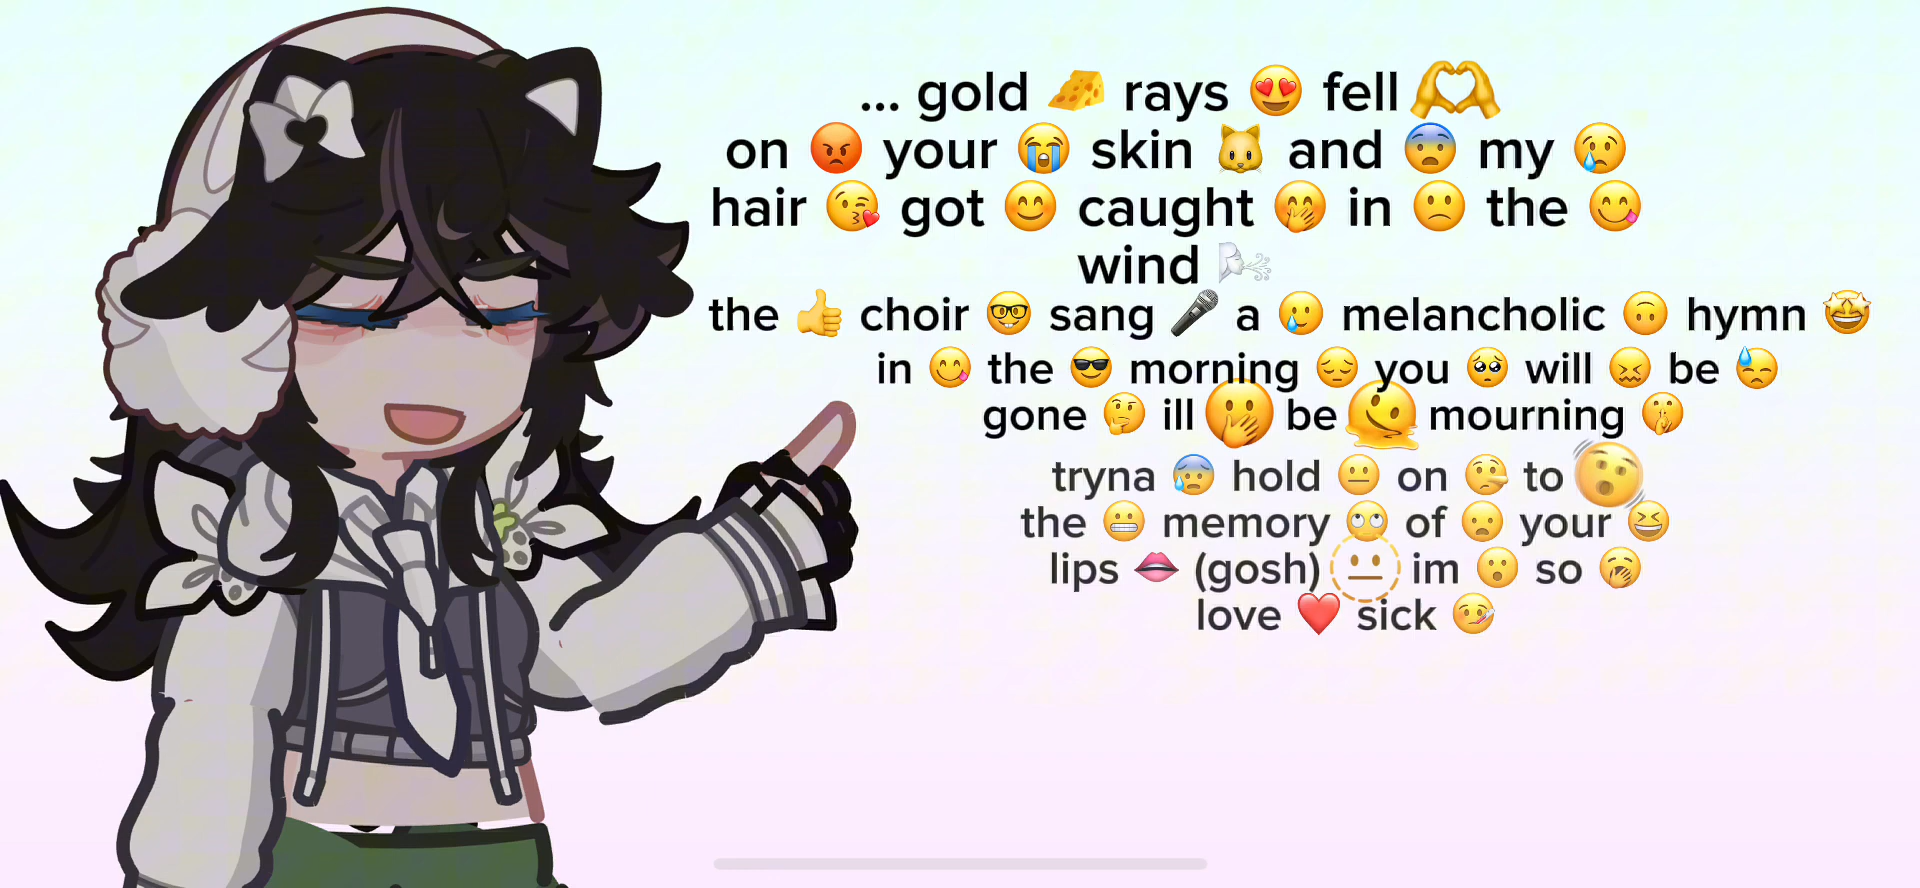 ... gold 🧀 rays 😍 fell 🫶
on 😡 your 😭 skin 🐱 and 😨 my 😢
hair 😘 got 😊 caught 🤭 in 🙁 the 😋
wind 🌬️
the 👍 choir 🤓 sang 🎤 a 🥲 melancholic 🙃 hymn 🤩
in 😋 the 😎 morning 😔 you 🥺 will 😖 be 😓
gone 🤔 ill 🫢 be 🫠 mourning 🤫
tryna 😰 hold 😐 on 🤥 to 🫨
the 😬 memory 🙄 of 😦 your 😆
lips 👄 (gosh) 🫥 im 😮 so 🥱
love ❤️ sick 🤒